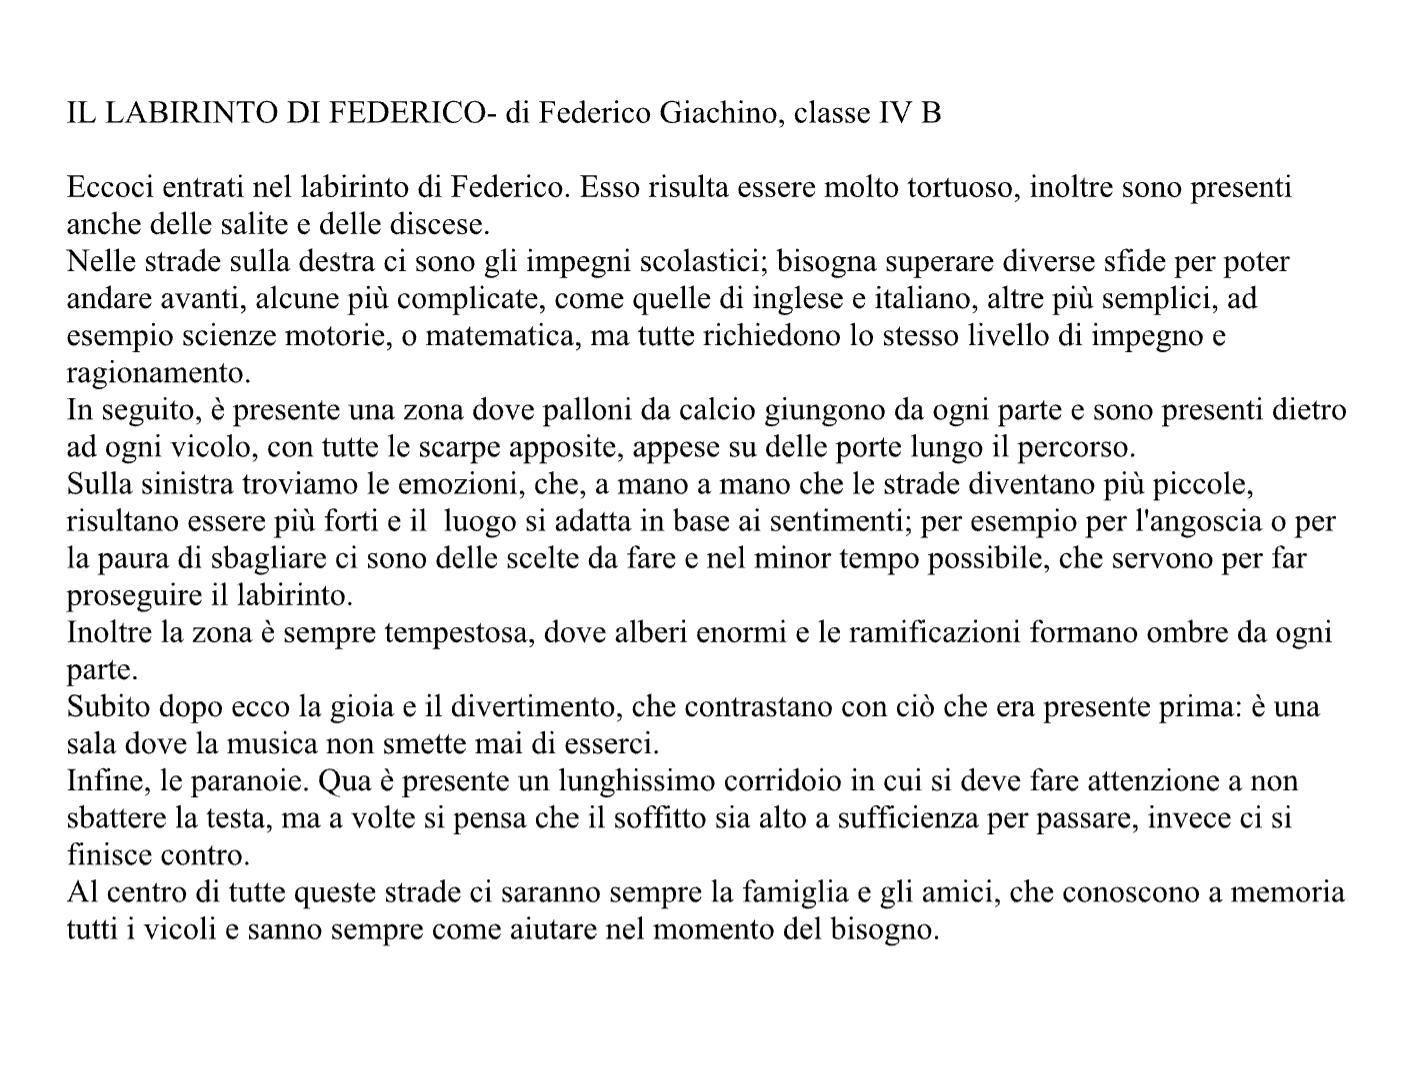 IL LABIRINTO DI FEDERICO- di Federico Giachino, classe IV B
Eccoci entrati nel labirinto di Federico. Esso risulta essere molto tortuoso, inoltre sono presenti
anche delle salite e delle discese.
Nelle strade sulla destra ci sono gli impegni scolastici; bisogna superare diverse sfide per poter
andare avanti, alcune più complicate, come quelle di inglese e italiano, altre più semplici, ad
esempio scienze motorie, o matematica, ma tutte richiedono lo stesso livello di impegno e
ragionamento.
In seguito, è presente una zona dove palloni da calcio giungono da ogni parte e sono presenti dietro
ad ogni vicolo, con tutte le scarpe apposite, appese su delle porte lungo il percorso.
Sulla sinistra troviamo le emozioni, che, a mano a mano che le strade diventano più piccole,
risultano essere più forti e il  luogo si adatta in base ai sentimenti; per esempio per l'angoscia o per
la paura di sbagliare ci sono delle scelte da fare e nel minor tempo possibile, che servono per far
proseguire il labirinto.
Inoltre la zona è sempre tempestosa, dove alberi enormi e le ramificazioni formano ombre da ogni
parte.
Subito dopo ecco la gioia e il divertimento, che contrastano con ciò che era presente prima: è una
sala dove la musica non smette mai di esserci.
Infine, le paranoie. Qua è presente un lunghissimo corridoio in cui si deve fare attenzione a non
sbattere la testa, ma a volte si pensa che il soffitto sia alto a sufficienza per passare, invece ci si
finisce contro.
Al centro di tutte queste strade ci saranno sempre la famiglia e gli amici, che conoscono a memoria
tutti i vicoli e sanno sempre come aiutare nel momento del bisogno.